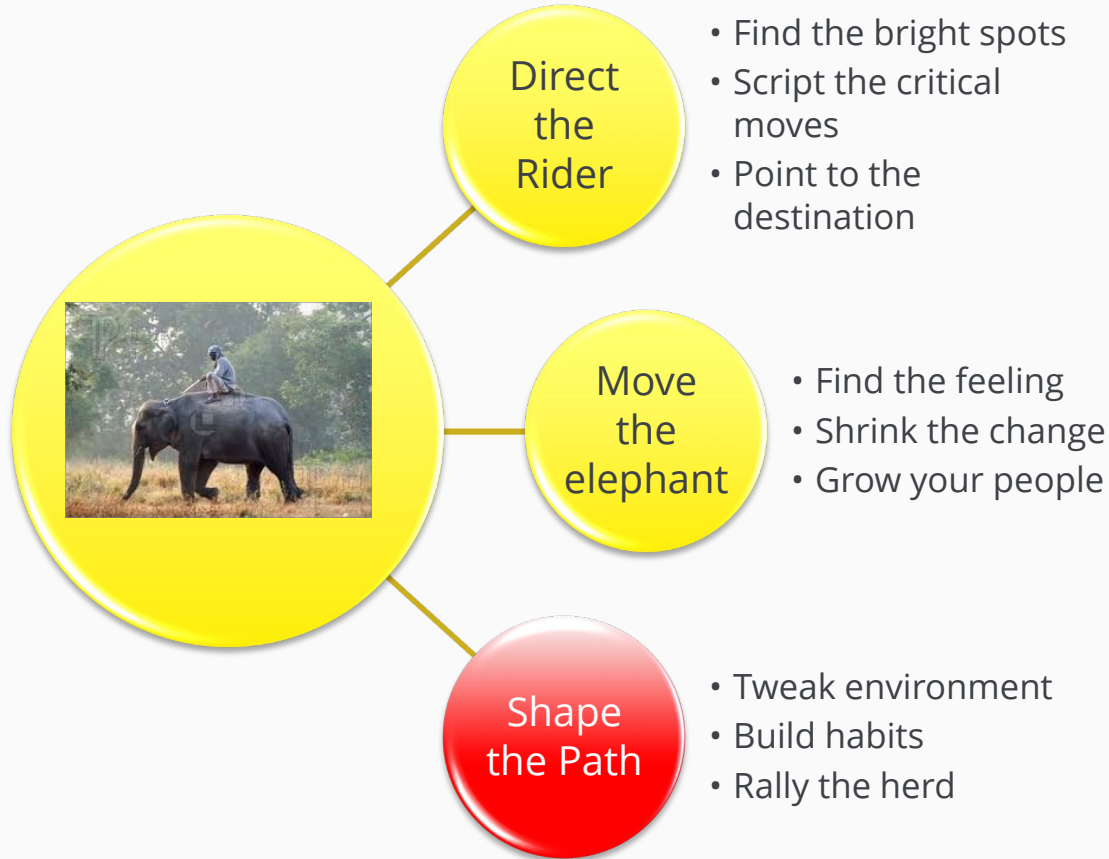 Direct
the
Rider
• Find the bright spots
• Script the critical
moves
• Point to the
destination
Move
the
elephant
• Find the feeling
• Shrink the change
• Grow your people
Shape
the Path
• Tweak environment
• Build habits
• Rally the herd